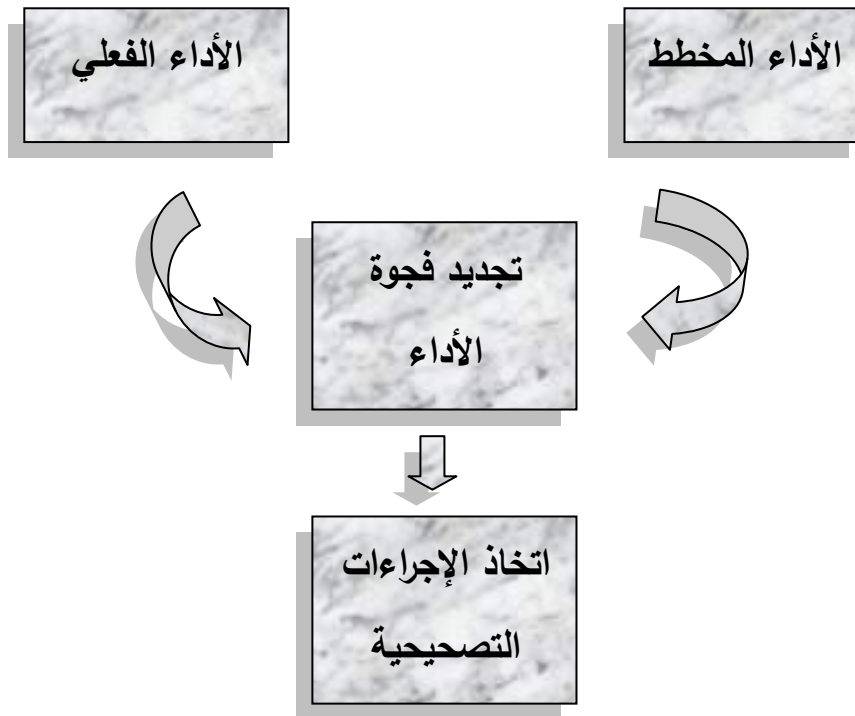 الأداء المخطط
الأداء الفعلي
تجديد فجوة
الأداء
اتخاذ الإجراءات
التصحيحية